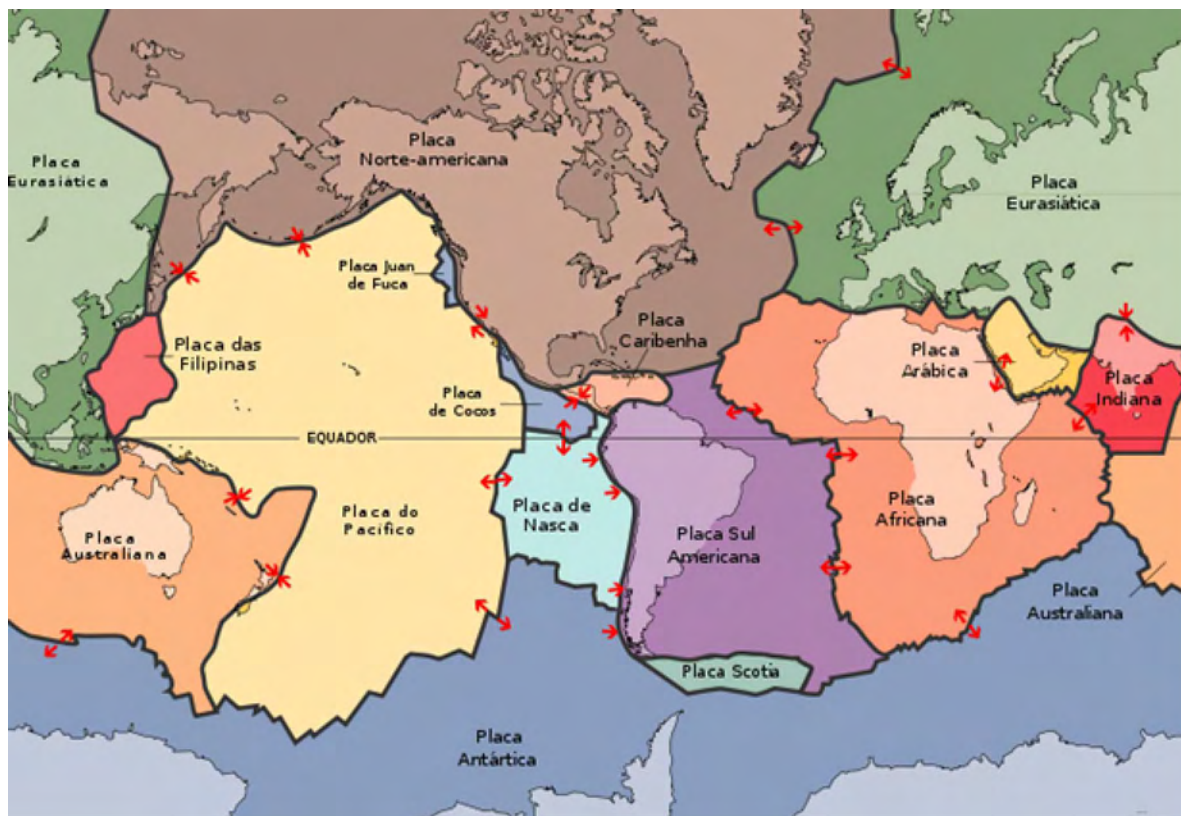 Placa
Norte-americana
Placa
Eurasiática
Placa
Eurasiática
Placa Juan
de Fuca
Placa das
Filipinas
Placa
Caribenha
Placa
Arábica
Placa
de Cocos
Placa
Indiana
EQUADOR
Placa do
Pacífico
Placa de
Nasca
Placa
Africana
Placa
Australiana
Placa Sul
Americana
Placa
Australiana
Placa Scotia
Placa
Antártica